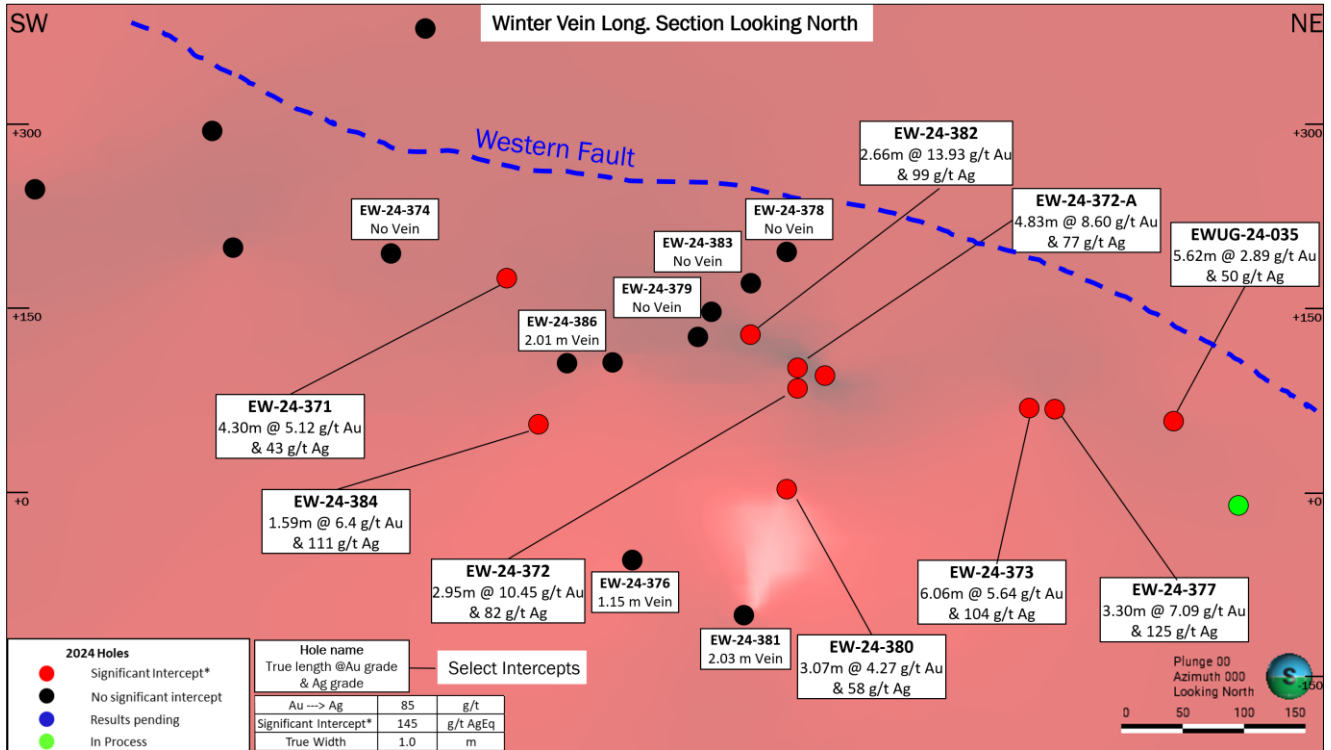 SW
Winter Vein Long. Section Looking North
NE
+300
+300
Western Fault
EW-24-382
2.66m @ 13.93 g/t Au
& 99 g/t Ag
EW-24-372-A
4.83m @ 8.60 g/t Au
& 77 g/t Ag
EW-24-374
No Vein
EW-24-378
No Vein
EWUG-24-035
5.62m @ 2.89 g/t Au
& 50 g/t Ag
EW-24-383
No Vein
EW-24-379
No Vein
+150
+150
EW-24-386
2.01 m Vein
EW-24-371
4.30m @ 5.12 g/t Au
& 43 g/t Ag
EW-24-384
1.59m @ 6.4 g/t Au
& 111 g/t Ag
+0
+0
EW-24-372
2.95m @ 10.45 g/t Au
& 82 g/t Ag
EW-24-376
1.15 m Vein
EW-24-373
6.06m @ 5.64 g/t Au
& 104 g/t Ag
EW-24-377
3.30m @ 7.09 g/t Au
& 125 g/t Ag
EW-24-381
2.03 m Vein
EW-24-380
3.07m @ 4.27 g/t Au
& 58 g/t Ag
2024 Holes
Significant Intercept*
No significant intercept
Results pending
In Process
Hole name
True length @Au grade
& Ag grade
Select Intercepts
Au ---> Ag 85 g/t
Significant Intercept* 145 g/t AgEq
True Width 1.0 m
Plunge 00
Azimuth 000
Looking North
S
-150
0 50 100 150